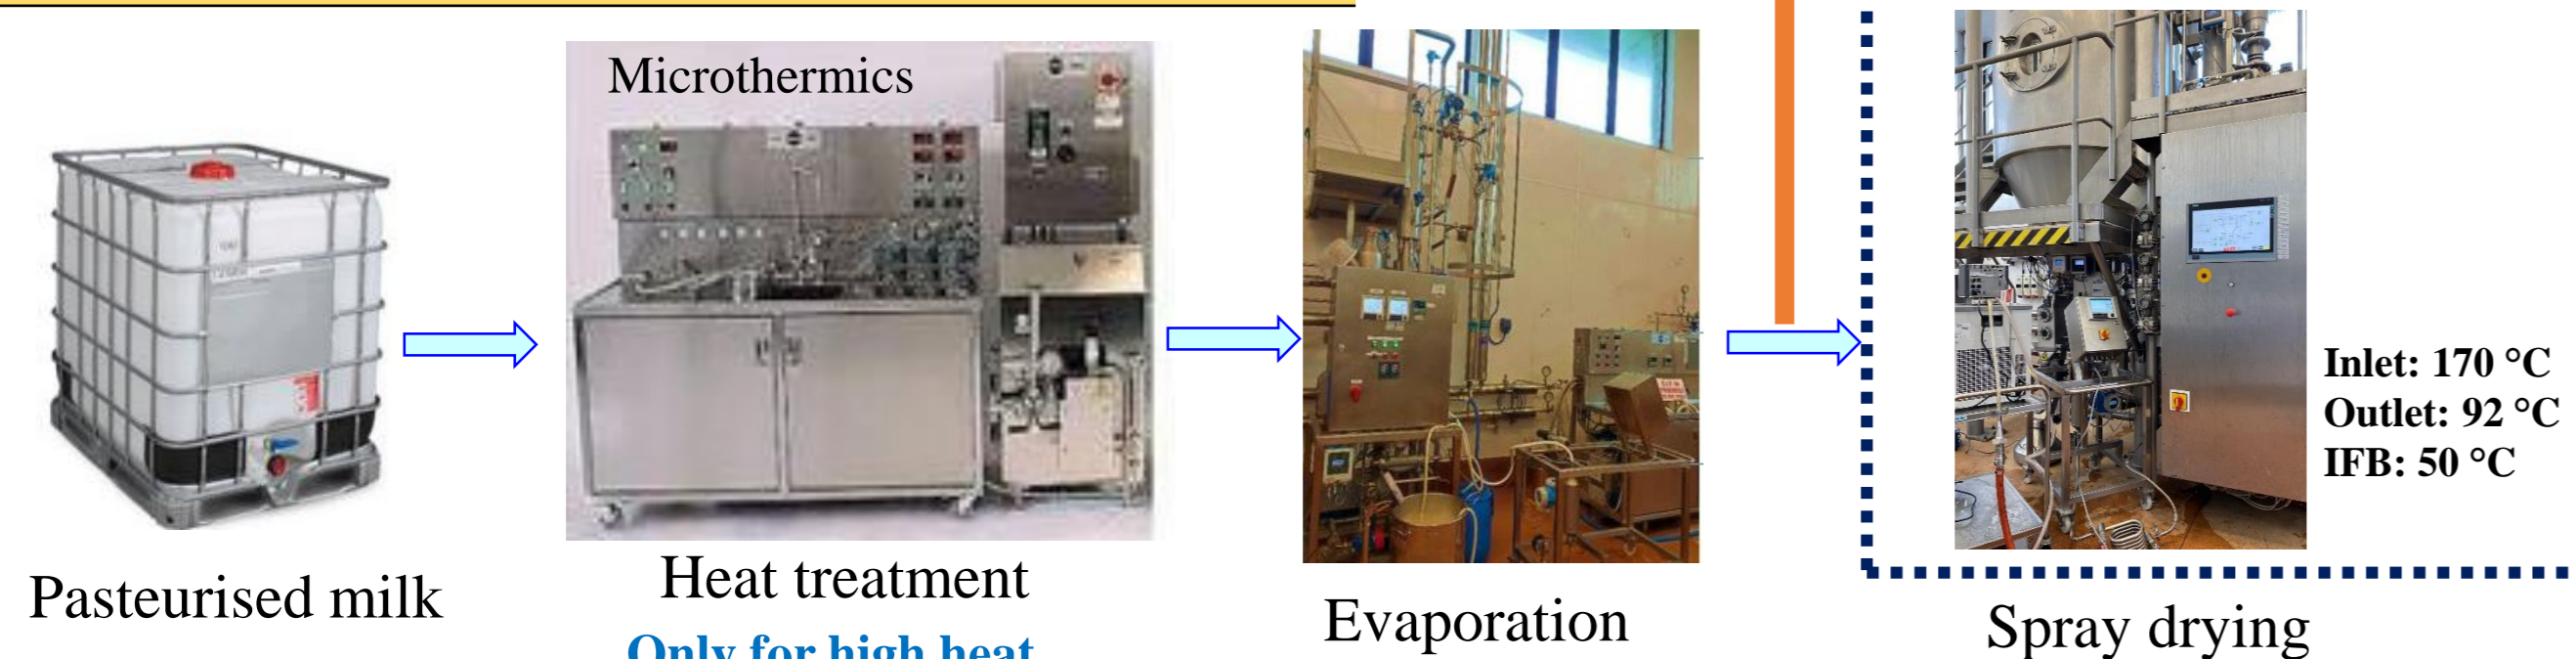 Microthermics
Inlet: 170 °C
Outlet: 92 °C
IFB: 50 °C
Pasteurised milk
Heat treatment
Only for high heat
Evaporation
Spray drying